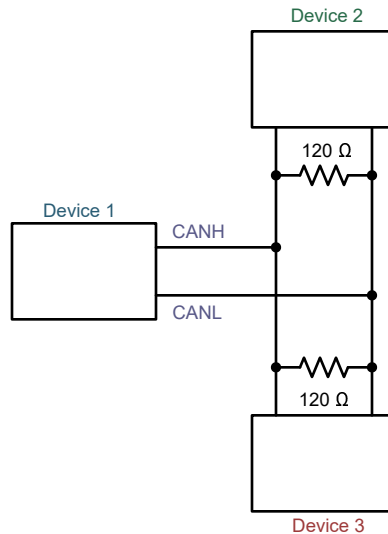 Device 2
120 Ω
Device 1
CANH
CANL
120 Ω
Device 3